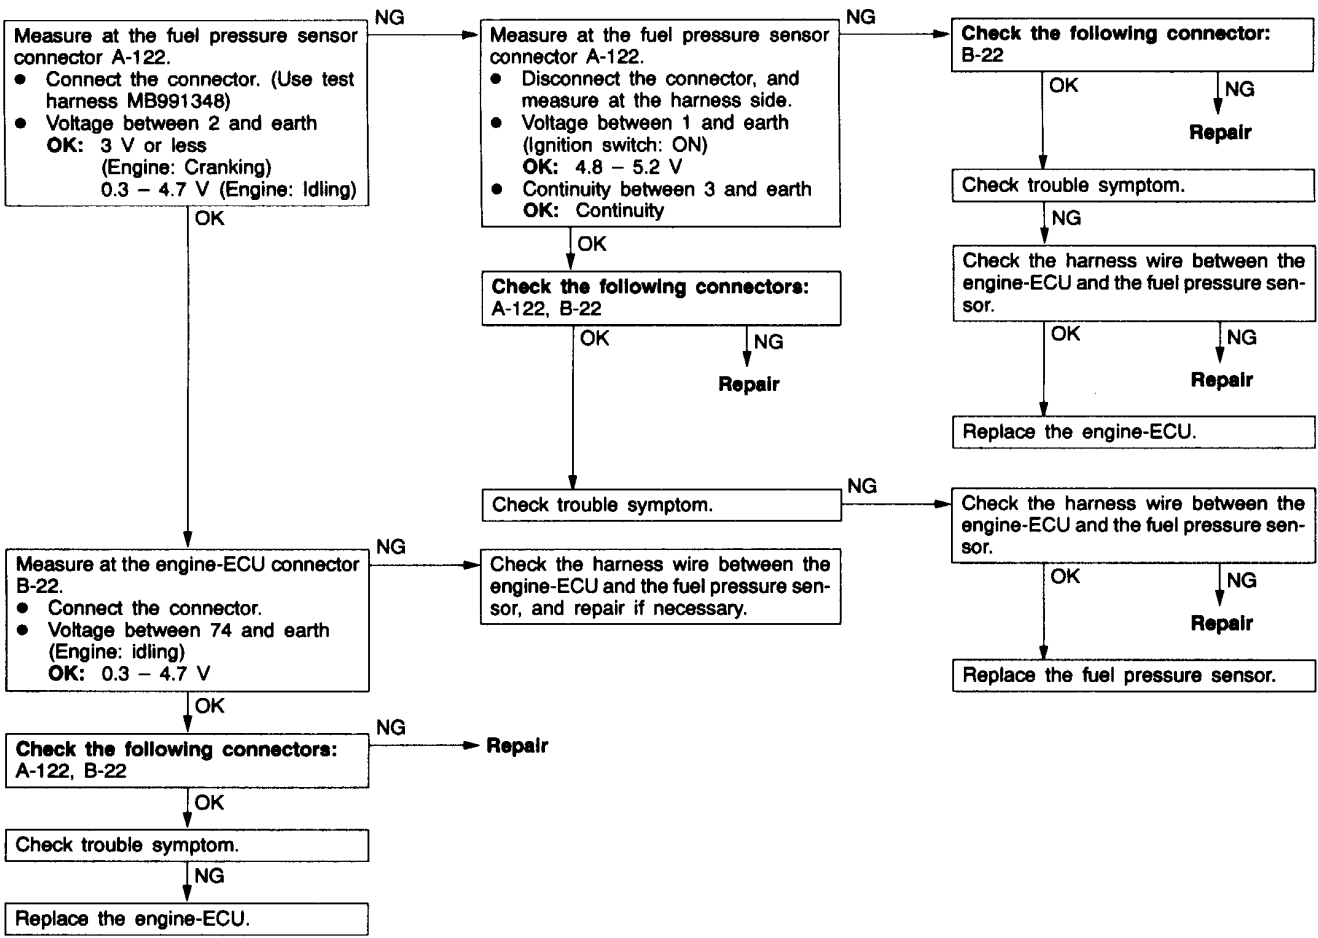 Measure at the fuel pressure sensor
connector A-122.
● Connect the connector. (Use test
harness MB991348)
● Voltage between 2 and earth
OK: 3 V or less
(Engine: Cranking)
0.3 – 4.7 V (Engine: Idling)
NG
OK
Measure at the fuel pressure sensor
connector A-122.
● Disconnect the connector, and
measure at the harness side.
● Voltage between 1 and earth
(Ignition switch: ON)
OK: 4.8 – 5.2 V
● Continuity between 3 and earth
OK: Continuity
NG
OK
Check the following connector:
B-22
OK
NG
Repair
Check trouble symptom.
NG
Check the harness wire between the
engine-ECU and the fuel pressure sen-
sor.
OK
NG
Repair
Replace the engine-ECU.
Check the following connectors:
A-122, B-22
OK
NG
Repair
Check trouble symptom.
NG
Check the harness wire between the
engine-ECU and the fuel pressure sen-
sor.
OK
NG
Repair
Replace the fuel pressure sensor.
Measure at the engine-ECU connector
B-22.
● Connect the connector.
● Voltage between 74 and earth
(Engine: idling)
OK: 0.3 – 4.7 V
NG
OK
Check the harness wire between the
engine-ECU and the fuel pressure sen-
sor, and repair if necessary.
Check the following connectors:
A-122, B-22
NG
Repair
OK
Check trouble symptom.
NG
Replace the engine-ECU.